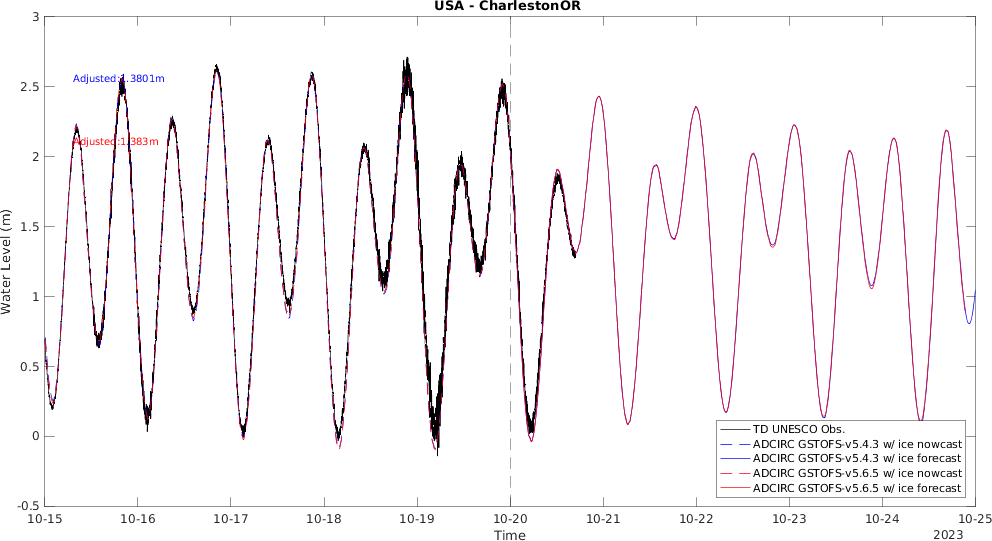 USA - CharlestonOR
3
2.5
2
1.5
1
0.5
0
-0.5
Water Level (m)
Adjusted:1.3801m
Adjusted:1.383m
TD UNESCO Obs.
ADCIRC GSTOFS-v5.4.3 w/ ice nowcast
ADCIRC GSTOFS-v5.4.3 w/ ice forecast
ADCIRC GSTOFS-v5.6.5 w/ ice nowcast
ADCIRC GSTOFS-v5.6.5 w/ ice forecast
10-15 10-16 10-17 10-18 10-19 10-20 10-21 10-22 10-23 10-24 10-25
Time
2023